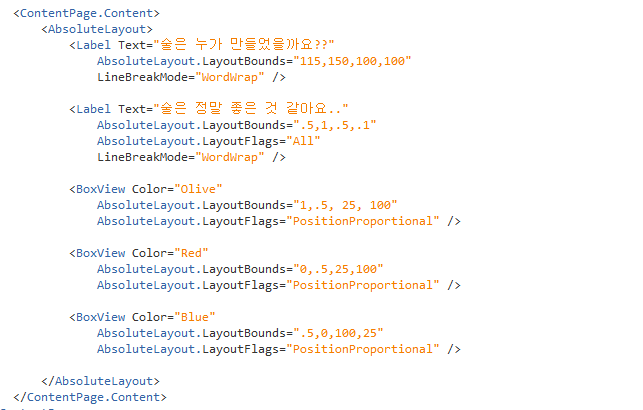 <ContentPage.Content>
<AbsoluteLayout>
<Label Text="술은 누가 만들었을까요??"
AbsoluteLayout.LayoutBounds="115,150,100,100"
LineBreakMode="WordWrap" />
<Label Text="술은 정말 좋은 것 같아요.."
AbsoluteLayout.LayoutBounds=".5,1,.5,.1"
AbsoluteLayout.LayoutFlags="All"
LineBreakMode="WordWrap" />
<BoxView Color="Olive"
AbsoluteLayout.LayoutBounds="1,.5, 25, 100"
AbsoluteLayout.LayoutFlags="PositionProportional" />
<BoxView Color="Red"
AbsoluteLayout.LayoutBounds="0,.5,25,100"
AbsoluteLayout.LayoutFlags="PositionProportional" />
<BoxView Color="Blue"
AbsoluteLayout.LayoutBounds=".5,0,100,25"
AbsoluteLayout.LayoutFlags="PositionProportional" />
</AbsoluteLayout>
</ContentPage.Content>